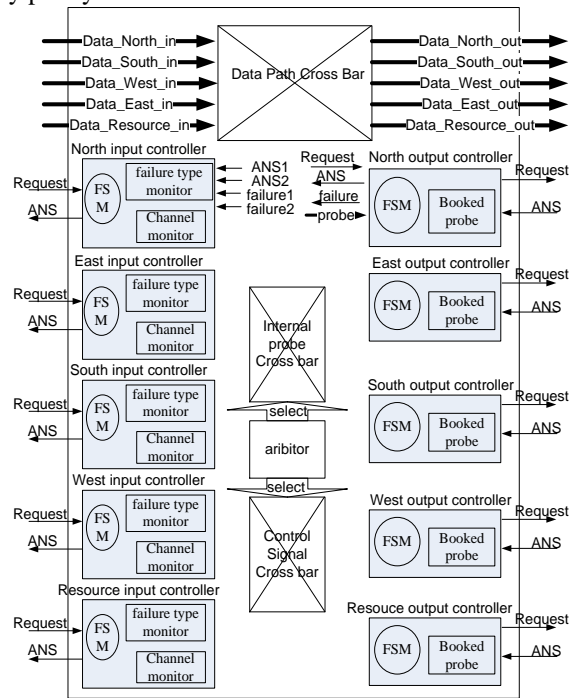 Data_North_in
Data_South_in
Data_West_in
Data_East_in
Data_Resource_in
Data Path Cross Bar
Data_North_out
Data_South_out
Data_West_out
Data_East_out
Data_Resource_out
North input controller
Request
ANS
FS
M
failure type
monitor
Channel
monitor
ANS1
ANS2
failure1
failure2
Request
ANS
failure
probe
North output controller
FSM
Booked
probe
Request
ANS
East input controller
Request
ANS
FS
M
failure type
monitor
Channel
monitor
East output controller
FSM
Booked
probe
Request
ANS
Internal
probe
Cross bar
South input controller
Request
ANS
FS
M
failure type
monitor
Channel
monitor
select
aribitor
select
South output controller
FSM
Booked
probe
Request
ANS
West input controller
Request
ANS
FS
M
failure type
monitor
Channel
monitor
Control
Signal
Cross bar
West output controller
FSM
Booked
probe
Request
ANS
Resource input controller
Request
ANS
FS
M
failure type
monitor
Channel
monitor
Resouce output controller
FSM
Booked
probe
Request
ANS